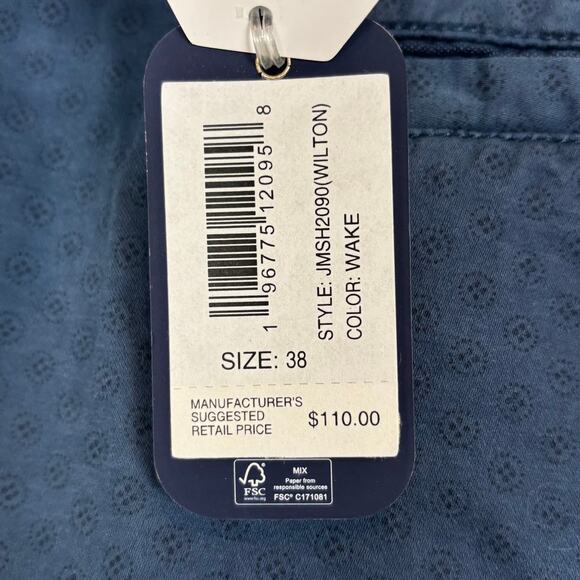 1 96775 12095 8
STYLE: JMSH2090(WILTON)
COLOR: WAKE
SIZE: 38
MANUFACTURER'S
SUGGESTED
RETAIL PRICE
$110.00
FSC
www.fsc.org
MIX
Paper from
responsible sources
FSC® C171081